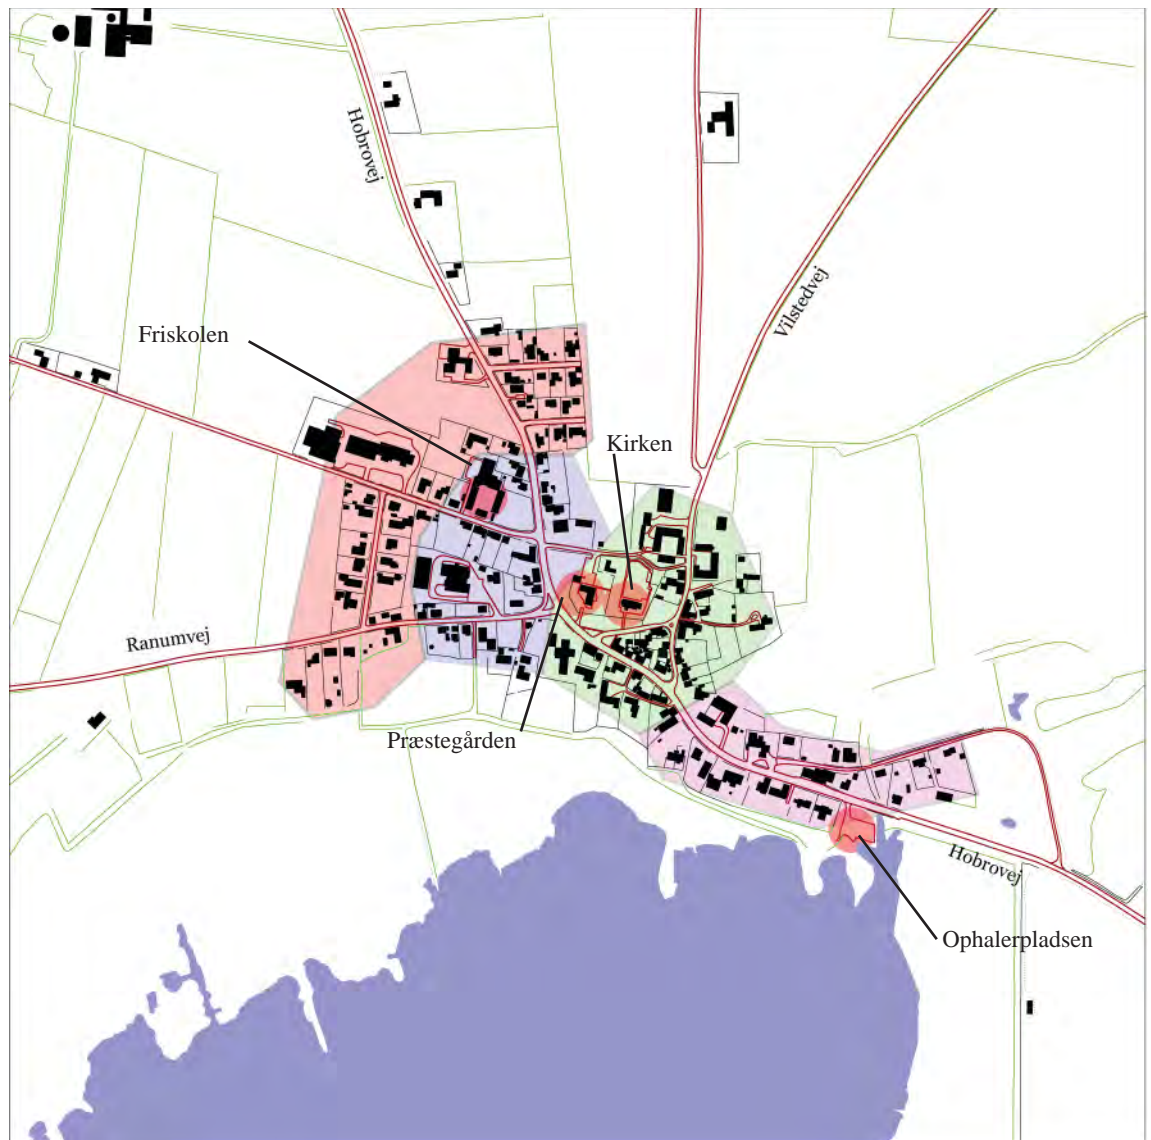 Hobrovej
Vilstedvej
Friskolen
Kirken
Ranumvej
Præstegården
Hobrovej
Ophalerpladsen